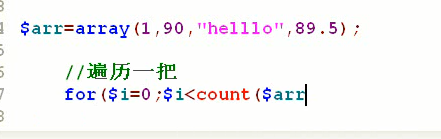 $arr=array(1,90,"helllo",89.5);
//遍历一把
for($i=0;$i<count($arr